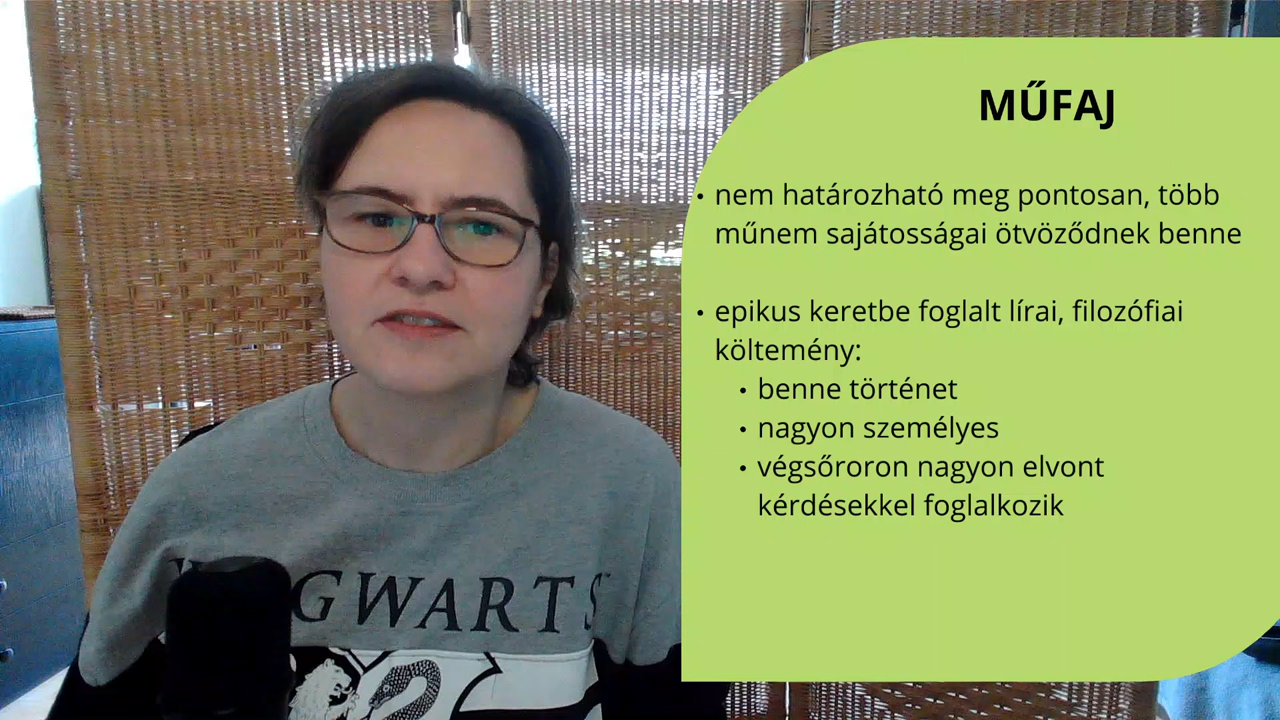 MŰFAJ
• nem határozható meg pontosan, több
műnem sajátosságai ötvöződnek benne
• epikus keretbe foglalt lírai, filozófiai
költemény:
• benne történet
• nagyon személyes
• végsőroron nagyon elvont
kérdésekkel foglalkozik
HOGWARTS